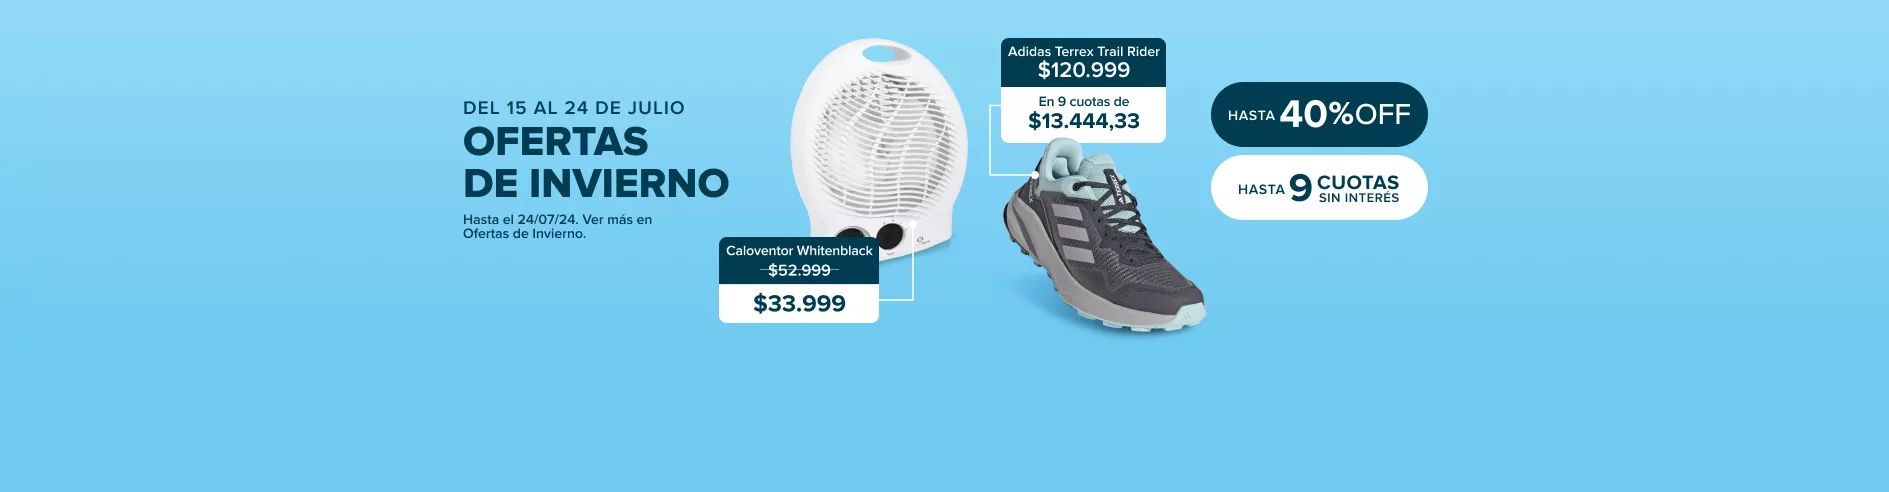 DEL 15 AL 24 DE JULIO
OFERTAS
DE INVIERNO
Hasta el 24/07/24. Ver más en
Ofertas de Invierno.
Caloventor Whitenblack
$52.999
$33.999
Adidas Terrex Trail Rider
$120.999
En 9 cuotas de
$13.444,33
HASTA 40%OFF
HASTA 9 CUOTAS
SIN INTERÉS